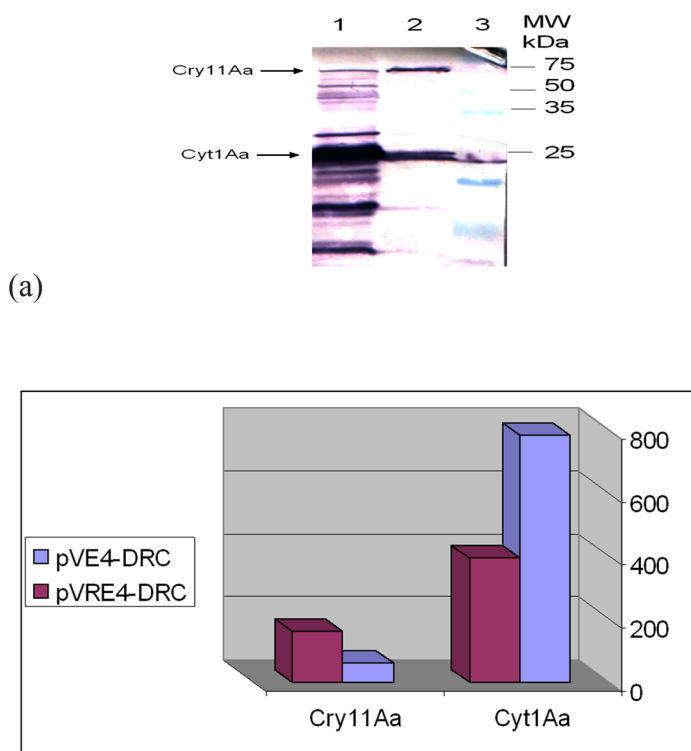 1 2 3 MW
kDa
Cry11Aa 75
50
35
Cyt1Aa 25
(a)
800
600
400
200
0
pVE4-DRC
pVRE4-DRC
Cry11Aa Cyt1Aa